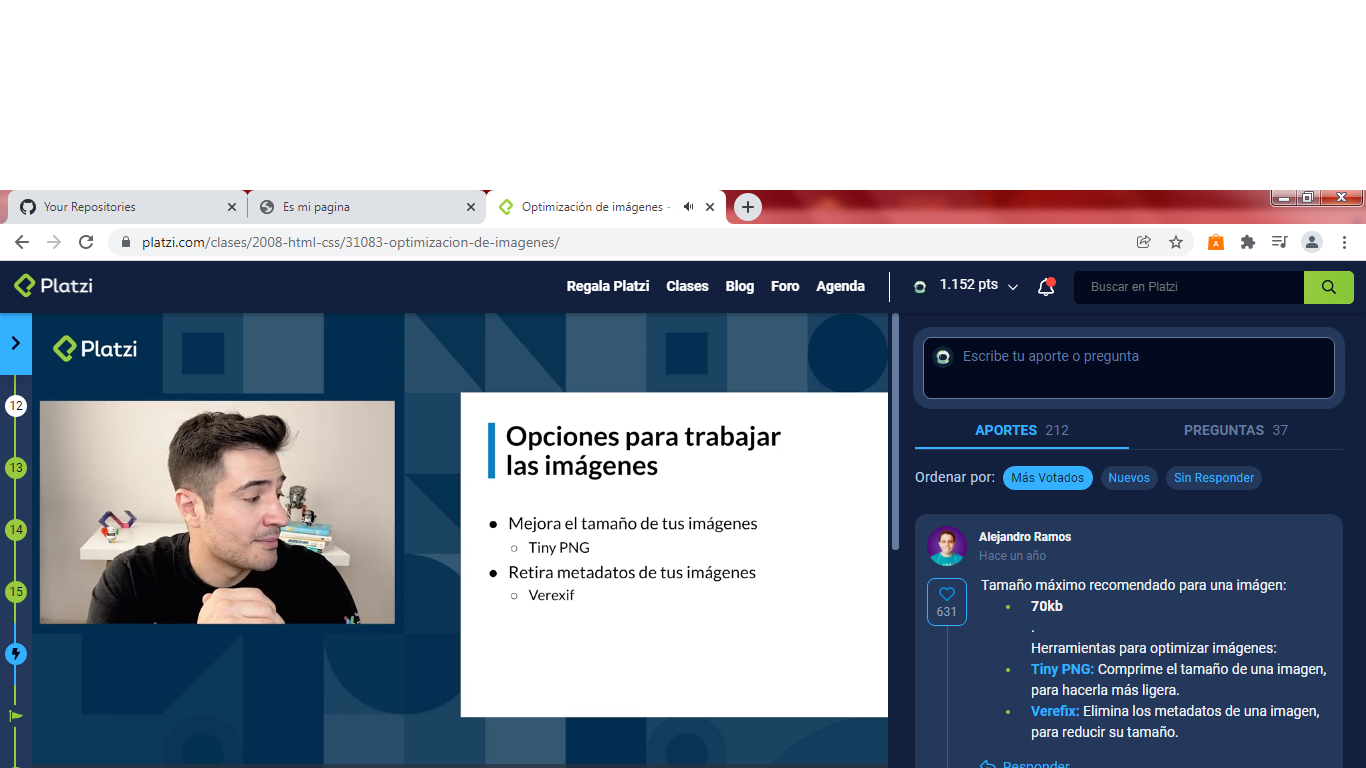 Your Repositories
Es mi pagina
Optimización de imágenes -
platzi.com/clases/2008-html-css/31083-optimizacion-de-imagenes/
Platzi
Regala Platzi
Clases
Blog
Foro
Agenda
1.152 pts
Buscar en Platzi
12
13
14
15
Platzi
Opciones para trabajar
las imágenes
Mejora el tamaño de tus imágenes
Tiny PNG
Retira metadatos de tus imágenes
Verexif
Escribe tu aporte o pregunta
APORTES 212
PREGUNTAS 37
Ordenar por:
Más Votados
Nuevos
Sin Responder
Alejandro Ramos
Hace un año
631
Tamaño máximo recomendado para una imágen:
70kb
.
Herramientas para optimizar imágenes:
Tiny PNG: Comprime el tamaño de una imagen,
para hacerla más ligera.
Verefix: Elimina los metadatos de una imagen,
para reducir su tamaño.
Responder